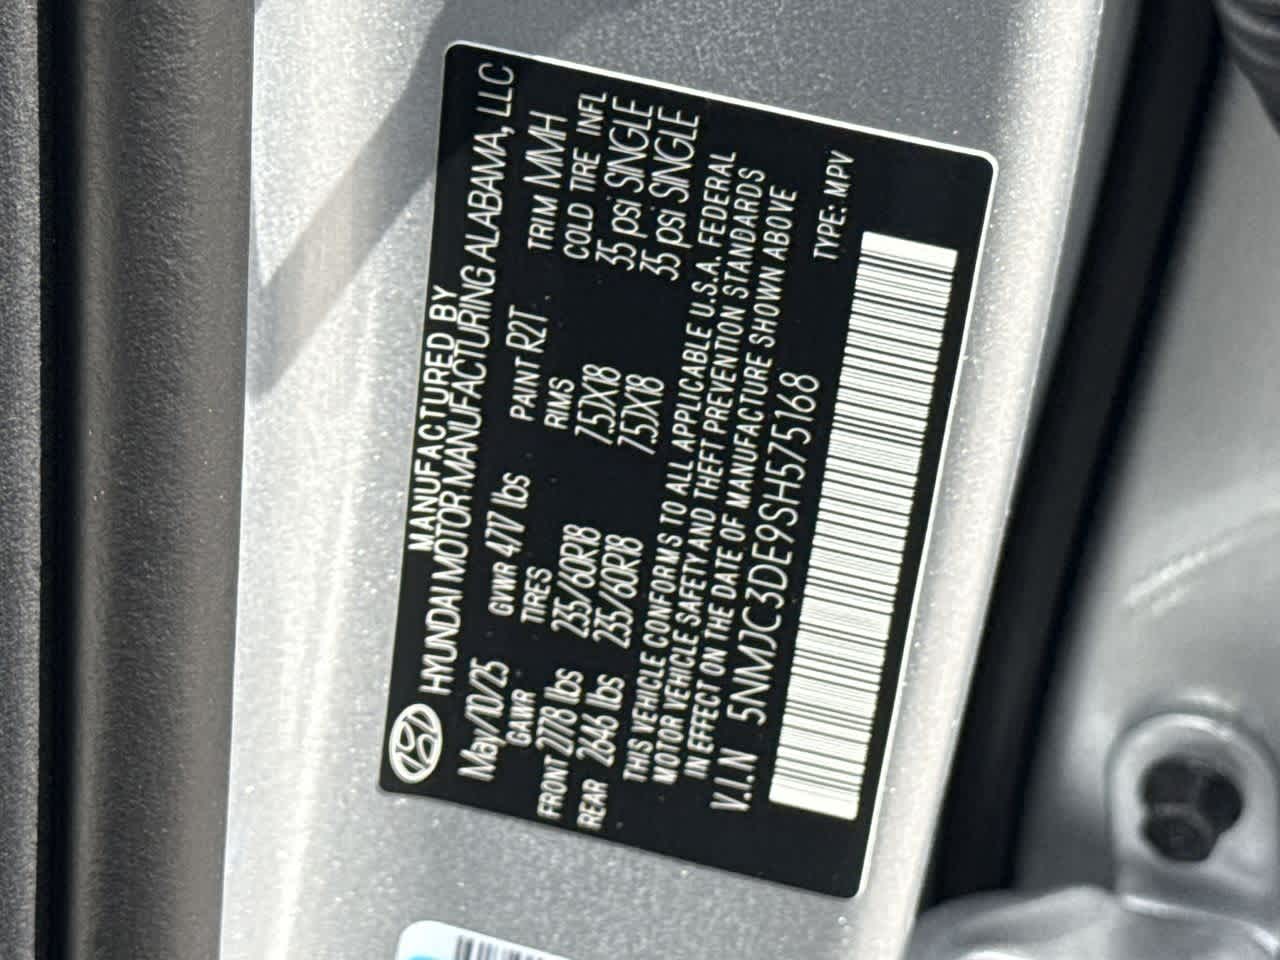 MANUFACTURED BY
HYUNDAI MOTOR MANUFACTURING ALABAMA, LLC
May/10/25 GVWR 4717 lbs PAINT R2T TRIM MMH
GAWR TIRES RIMS COLD TIRE INFL
FRONT 2778 lbs 235/60R18 7.5JX18 35 psi SINGLE
REAR 2646 lbs 235/60R18 7.5JX18 35 psi SINGLE
THIS VEHICLE CONFORMS TO ALL APPLICABLE U.S.A. FEDERAL
MOTOR VEHICLE SAFETY AND THEFT PREVENTION STANDARDS
IN EFFECT ON THE DATE OF MANUFACTURE SHOWN ABOVE
V.I.N 5NMJC3DE9SH575168 TYPE: MPV